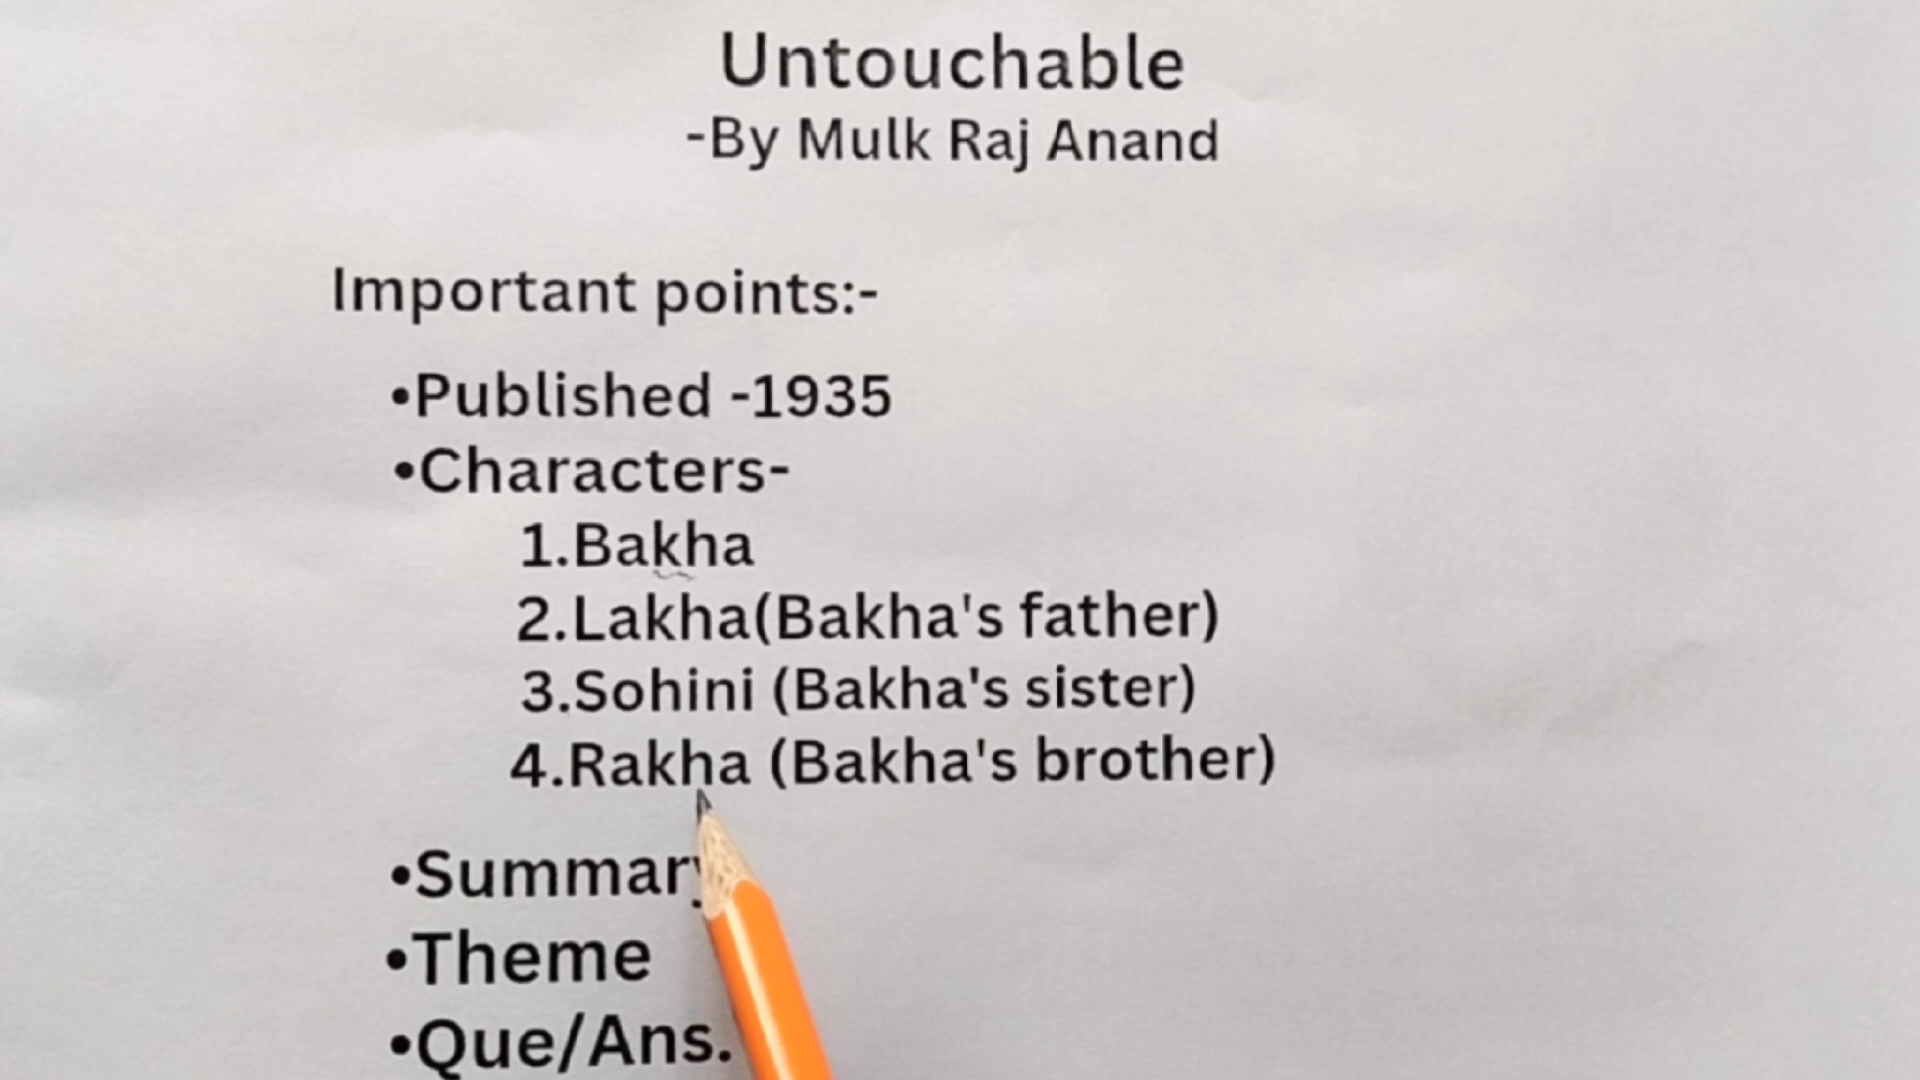 Untouchable
-By Mulk Raj Anand
Important points:-
•Published -1935
•Characters-
1.Bakha
2.Lakha(Bakha's father)
3.Sohini (Bakha's sister)
4.Rakha (Bakha's brother)
•Summary
•Theme
•Que/Ans.